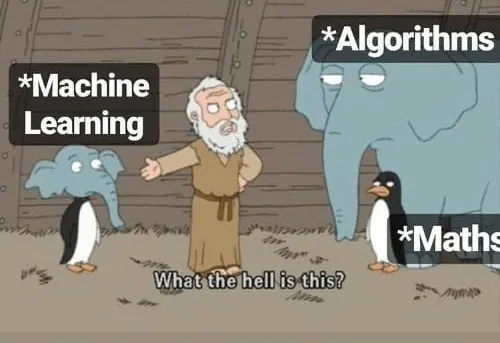 *Algorithms
*Machine
Learning
*Maths
What the hell is this?